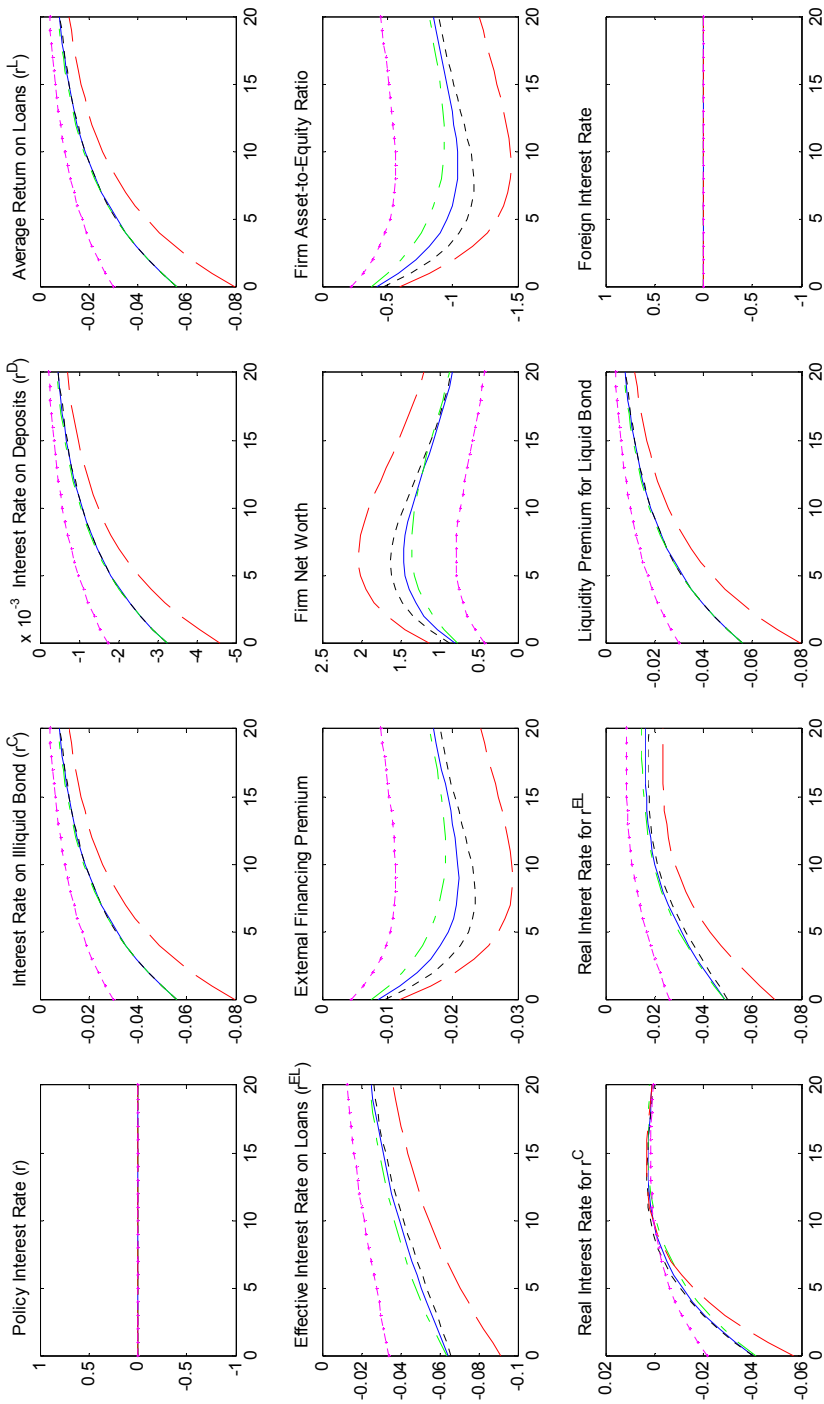 Policy Interest Rate (r)
1
0.5
0
-0.5
-1
0 5 10 15 20
Interest Rate on Illiquid Bond (r^C)
0
-0.02
-0.04
-0.06
-0.08
0 5 10 15 20
x 10^-3 Interest Rate on Deposits (r^D)
0
-1
-2
-3
-4
-5
0 5 10 15 20
Average Return on Loans (r^L)
0
-0.02
-0.04
-0.06
-0.08
0 5 10 15 20
Effective Interest Rate on Loans (r^EL)
0
-0.02
-0.04
-0.06
-0.08
-0.1
0 5 10 15 20
External Financing Premium
0
-0.01
-0.02
-0.03
0 5 10 15 20
Firm Net Worth
2.5
2
1.5
1
0.5
0
0 5 10 15 20
Firm Asset-to-Equity Ratio
0
-0.5
-1
-1.5
0 5 10 15 20
Real Interest Rate for r^C
0.02
0
-0.02
-0.04
-0.06
0 5 10 15 20
Real Interet Rate for r^EL
0
-0.02
-0.04
-0.06
-0.08
0 5 10 15 20
Liquidity Premium for Liquid Bond
0
-0.02
-0.04
-0.06
-0.08
0 5 10 15 20
Foreign Interest Rate
1
0.5
0
-0.5
-1
0 5 10 15 20